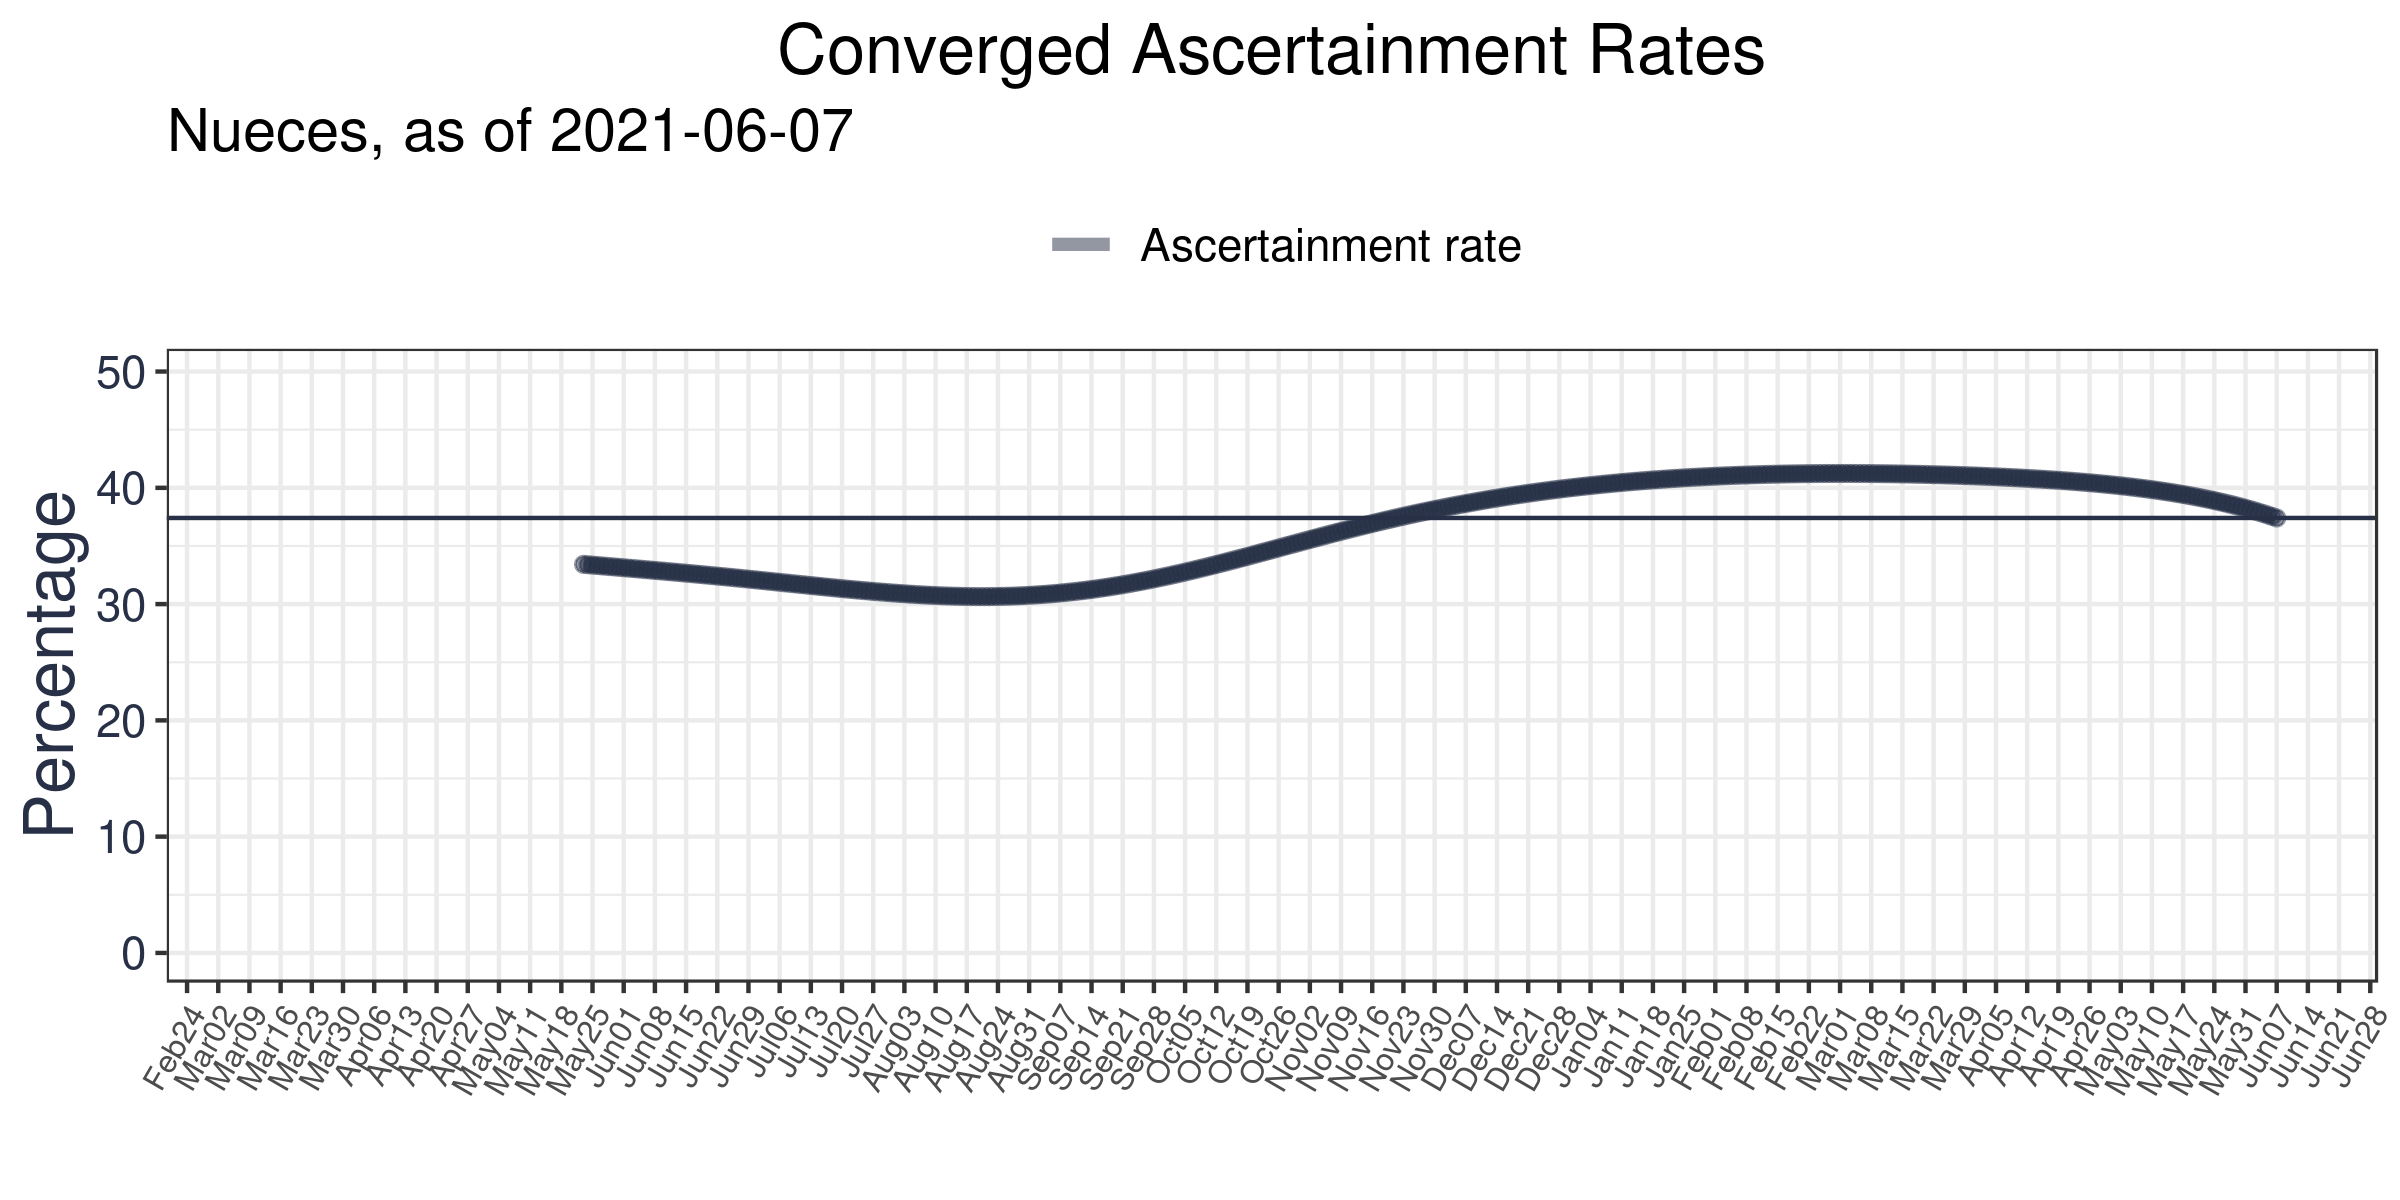 Converged Ascertainment Rates
Nueces, as of 2021-06-07
Ascertainment rate
Percentage
50
40
30
20
10
0
Feb24 Mar02 Mar09 Mar16 Mar23 Mar30 Apr06 Apr13 Apr20 Apr27 May04 May11 May18 May25 Jun01 Jun08 Jun15 Jun22 Jun29 Jul06 Jul13 Jul20 Jul27 Aug03 Aug10 Aug17 Aug24 Aug31 Sep07 Sep14 Sep21 Sep28 Oct05 Oct12 Oct19 Oct26 Nov02 Nov09 Nov16 Nov23 Nov30 Dec07 Dec14 Dec21 Dec28 Jan04 Jan11 Jan18 Jan25 Feb01 Feb08 Feb15 Feb22 Mar01 Mar08 Mar15 Mar22 Mar29 Apr05 Apr12 Apr19 Apr26 May03 May10 May17 May24 May31 Jun07 Jun14 Jun21 Jun28